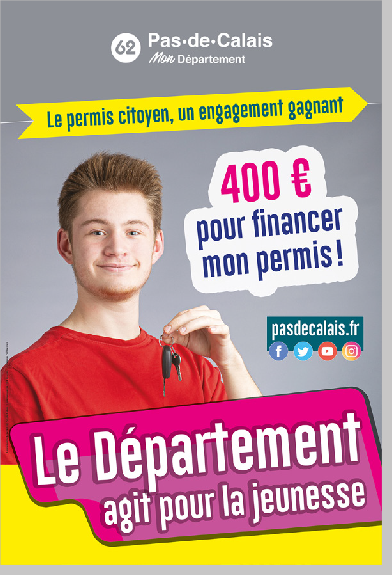 62 Pas-de-Calais
Mon Département
Le permis citoyen, un engagement gagnant
400 €
pour financer
mon permis !
pasdecalais.fr
Le Département
agit pour la jeunesse